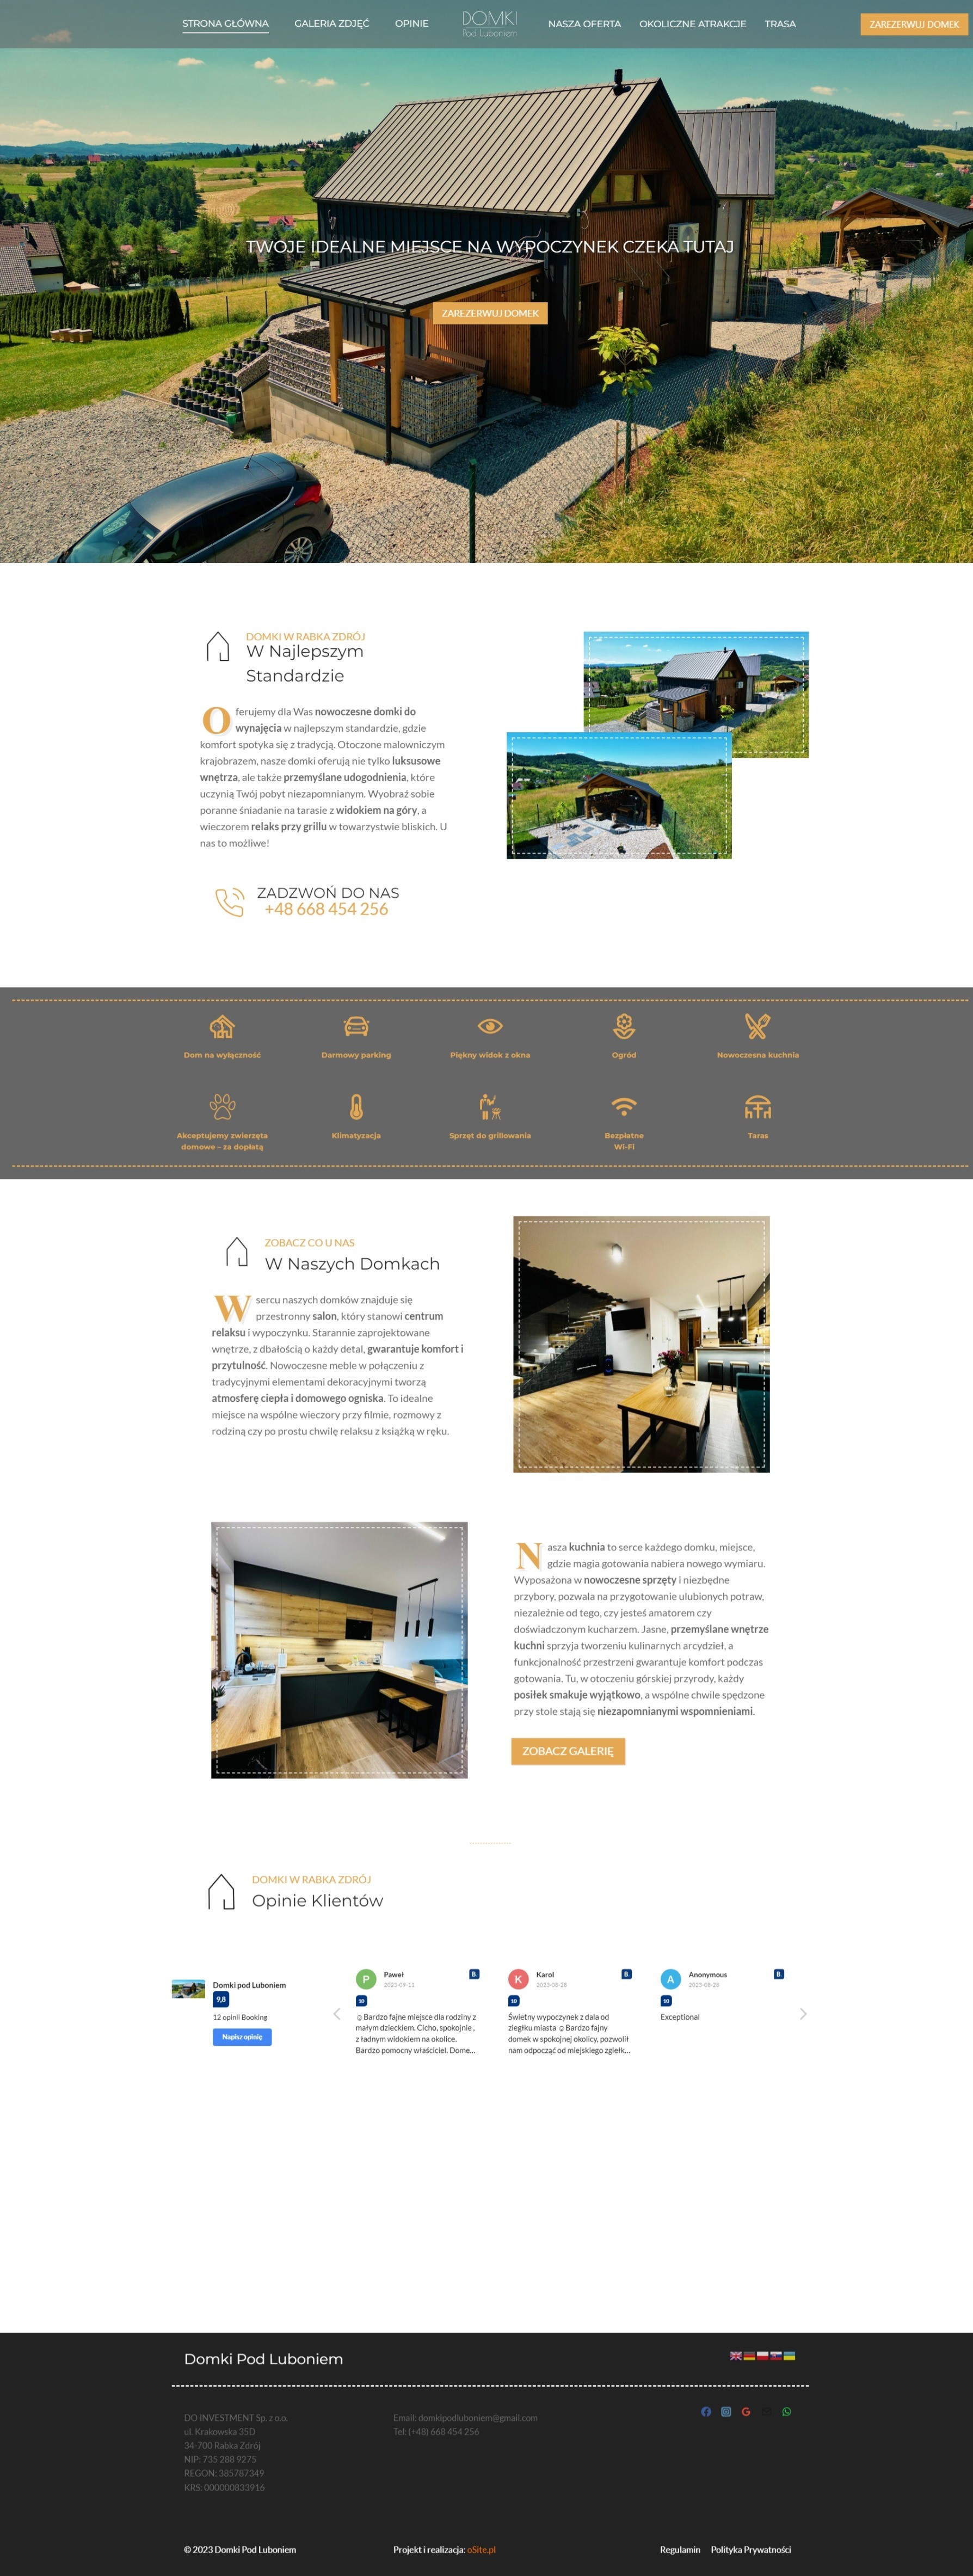 STRONA GŁÓWNA
GALERIA ZDJĘĆ
OPINIE
DOMKI
Pod Luboniem
NASZA OFERTA
OKOLICZNE ATRAKCJE
TRASA
ZAREZERWUJ DOMEK
TWOJE IDEALNE MIEJSCE NA WYPOCZYNEK CZEKA TUTAJ
ZAREZERWUJ DOMEK
DOMKI W RABKA ZDRÓJ
W Najlepszym
Standardzie
Oferujemy dla Was nowoczesne domki do
wynajęcia w najlepszym standardzie, gdzie
komfort spotyka się z tradycją. Otoczone malowniczym
krajobrazem, nasze domki oferują nie tylko luksusowe
wnętrza, ale także przemyślane udogodnienia, które
uczynią Twój pobyt niezapomnianym. Wyobraź sobie
poranne śniadanie na tarasie z widokiem na góry, a
wieczorem relaks przy grillu w towarzystwie bliskich. U
nas to możliwe!
ZADZWOŃ DO NAS
+48 668 454 256
Dom na wyłączność
Darmowy parking
Piękny widok z okna
Ogród
Nowoczesna kuchnia
Akceptujemy zwierzęta
domowe – za dopłatą
Klimatyzacja
Sprzęt do grillowania
Bezpłatne
Wi-Fi
Taras
ZOBACZ CO U NAS
W Naszych Domkach
W sercu naszych domków znajduje się
przestronny salon, który stanowi centrum
relaksu i wypoczynku. Starannie zaprojektowane
wnętrze, z dbałością o każdy detal, gwarantuje komfort i
przytulność. Nowoczesne meble w połączeniu z
tradycyjnymi elementami dekoracyjnymi tworzą
atmosferę ciepła i domowego ogniska. To idealne
miejsce na wspólne wieczory przy filmie, rozmowy z
rodziną czy po prostu chwilę relaksu z książką w ręku.
Nasza kuchnia to serce każdego domku, miejsce,
gdzie magia gotowania nabiera nowego wymiaru.
Wyposażona w nowoczesne sprzęty i niezbędne
przybory, pozwala na przygotowanie ulubionych potraw,
niezależnie od tego, czy jesteś amatorem czy
doświadczonym kucharzem. Jasne, przemyślane wnętrze
kuchni sprzyja tworzeniu kulinarnych arcydzieł, a
funkcjonalność przestrzeni gwarantuje komfort podczas
gotowania. Tu, w otoczeniu górskiej przyrody, każdy
posiłek smakuje wyjątkowo, a wspólne chwile spędzone
przy stole stają się niezapomnianymi wspomnieniami.
ZOBACZ GALERIĘ
DOMKI W RABKA ZDRÓJ
Opinie Klientów
Domki pod Luboniem
9,8
12 opinii Booking
Napisz opinię
P
Paweł
2023-09-11
B.
10
☺Bardzo fajne miejsce dla rodziny z
małym dzieckiem. Cicho, spokojnie ,
z ładnym widokiem na okolice.
Bardzo pomocny właściciel. Dome...
K
Karol
2023-08-28
B.
10
Świetny wypoczynek z dala od
ziegłku miasta ☺Bardzo fajny
domek w spokojnej okolicy, pozwolił
nam odpocząć od miejskiego zgiełk...
A
Anonymous
2023-08-28
B.
10
Exceptional
Domki Pod Luboniem
DO INVESTMENT Sp. z o.o.
ul. Krakowska 35D
34-700 Rabka Zdrój
NIP: 735 288 9275
REGON: 385787349
KRS: 000000833916
Email: domkipodluboniem@gmail.com
Tel: (+48) 668 454 256
© 2023 Domki Pod Luboniem
Projekt i realizacja: oSite.pl
Regulamin
Polityka Prywatności